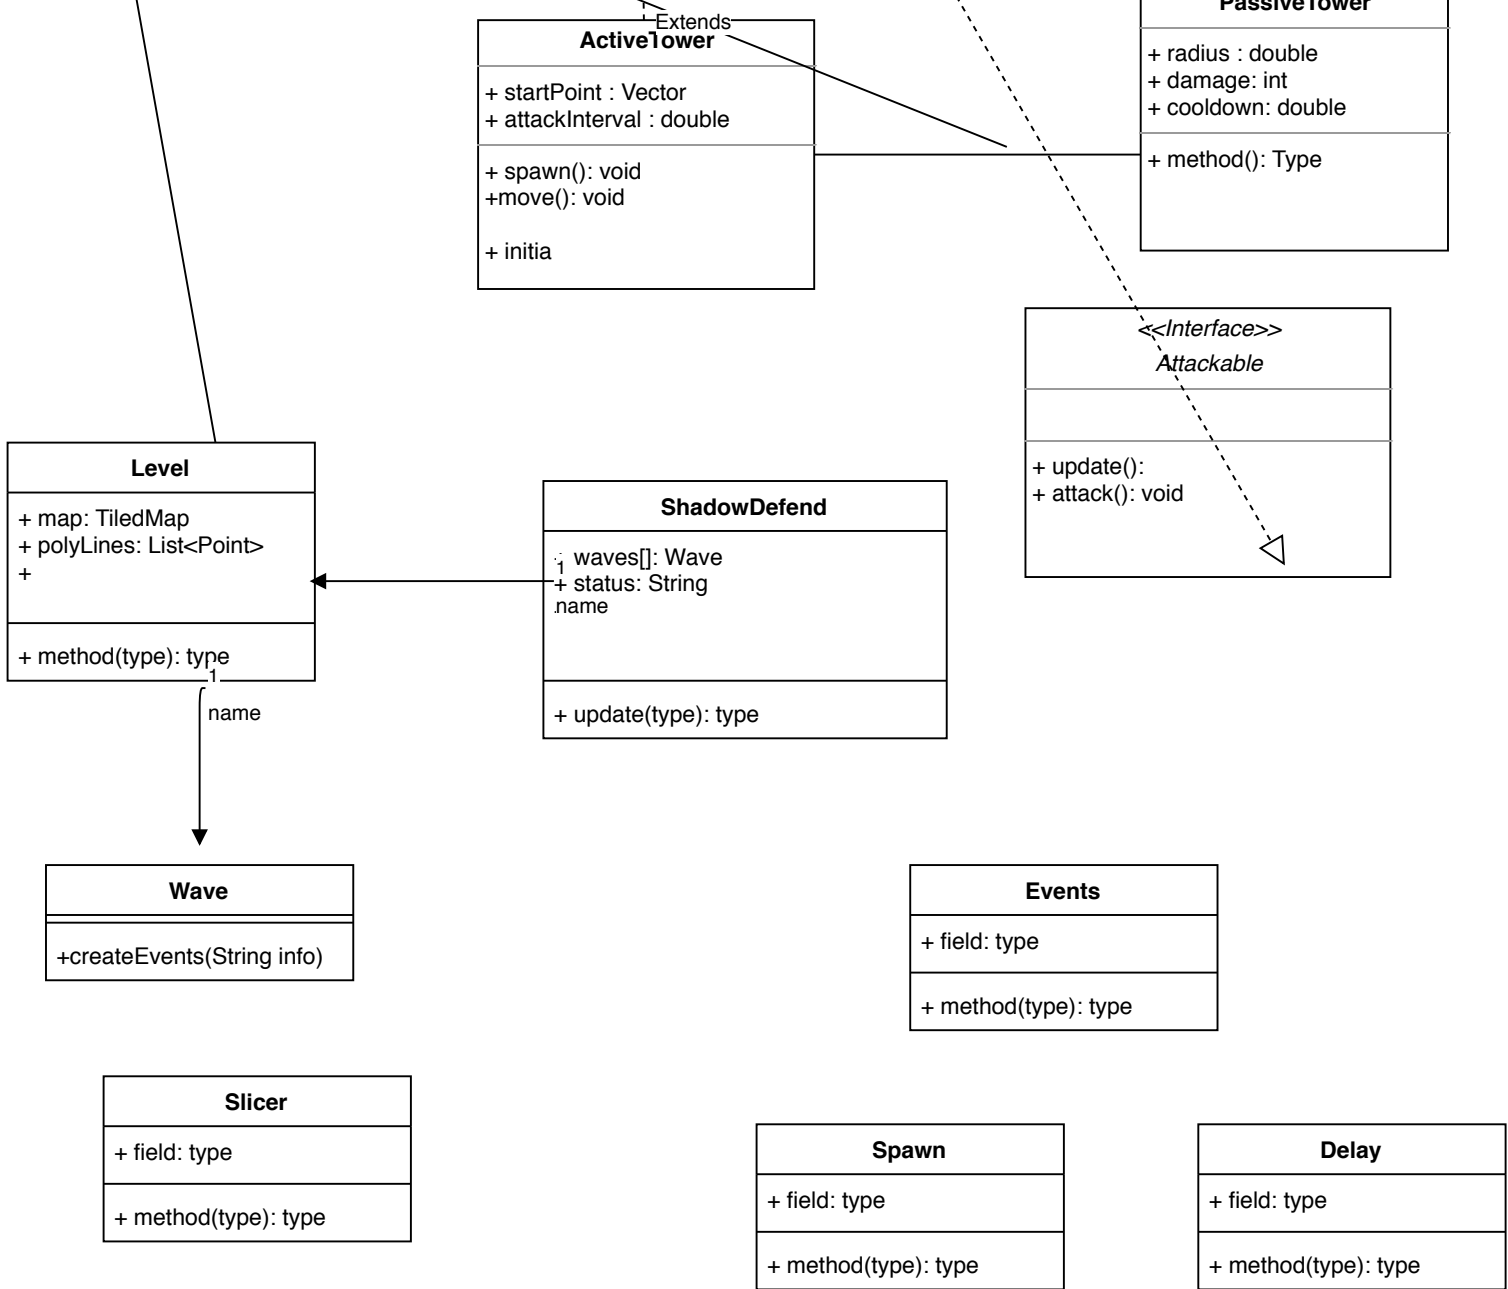 PassiveTower
Extends
ActiveTower
+ startPoint : Vector
+ attackInterval : double
+ spawn(): void
+move(): void
+ initia
+ radius : double
+ damage: int
+ cooldown: double
+ method(): Type
<<Interface>>
Attackable
+ update():
+ attack(): void
Level
+ map: TiledMap
+ polyLines: List<Point>
+
+ method(type): type
1
name
ShadowDefend
waves[]: Wave
1
+ status: String
name
+ update(type): type
Wave
+createEvents(String info)
Events
+ field: type
+ method(type): type
Slicer
+ field: type
+ method(type): type
Spawn
+ field: type
+ method(type): type
Delay
+ field: type
+ method(type): type